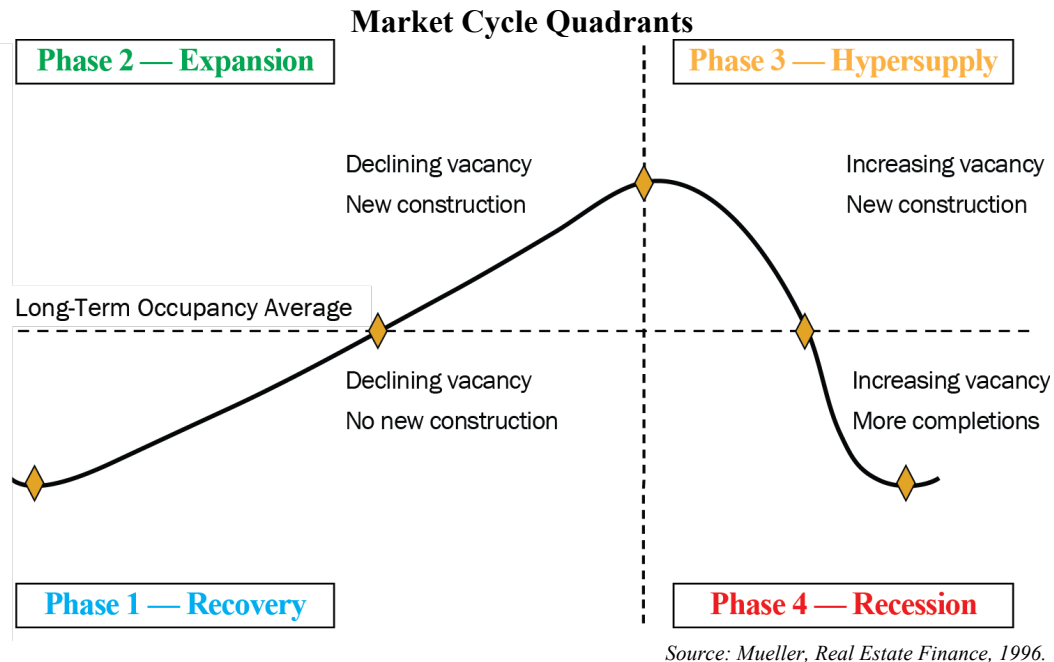 Market Cycle Quadrants
Phase 2 — Expansion
Phase 3 — Hypersupply
Declining vacancy
New construction
Increasing vacancy
New construction
Long-Term Occupancy Average
Declining vacancy
No new construction
Increasing vacancy
More completions
Phase 1 — Recovery
Phase 4 — Recession
Source: Mueller, Real Estate Finance, 1996.